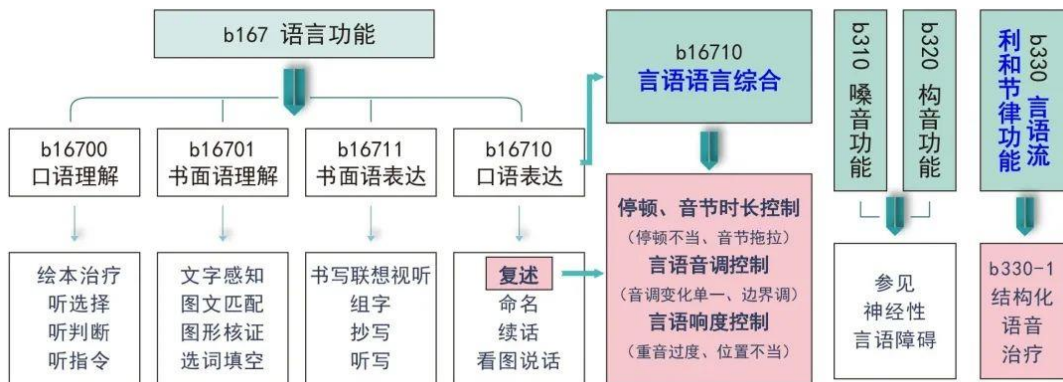 b167 语言功能
b16700
口语理解
b16701
书面语理解
b16711
书面语表达
b16710
口语表达
绘本治疗
听选择
听判断
听指令
文字感知
图文匹配
图形核证
选词填空
书写联想视听
组字
抄写
听写
复述
命名
续话
看图说话
b16710
言语语言综合
停顿、音节时长控制
(停顿不当、音节拖拉)
言语音调控制
(音调变化单一、边界调)
言语响度控制
(重音过度、位置不当)
b310 嗓音功能
b320 构音功能
参见
神经性
言语障碍
b330 言语流
利和节律功能
b330-1
结构化
语音
治疗